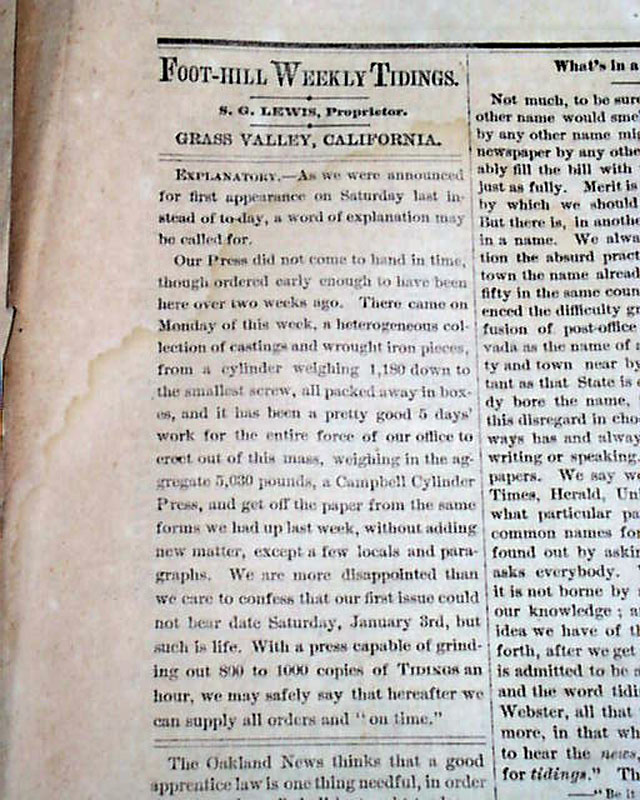 FOOT-HILL WEEKLY TIDINGS.
S. G. LEWIS, Proprietor.
GRASS VALLEY, CALIFORNIA.
EXPLANATORY.—As we were announced
for first appearance on Saturday last in-
stead of to-day, a word of explanation may
be called for.
Our Press did not come to hand in time,
though ordered early enough to have been
here over two weeks ago. There came on
Monday of this week, a heterogeneous col-
lection of castings and wrought iron pieces,
from a cylinder weighing 1,180 down to
the smallest screw, all packed away in box-
es, and it has been a pretty good 5 days'
work for the entire force of our office to
erect out of this mass, weighing in the ag-
gregate 5,030 pounds, a Campbell Cylinder
Press, and get off the paper from the same
forms we had up last week, without adding
new matter, except a few locals and para-
graphs. We are more disappointed than
we care to confess that our first issue could
not bear date Saturday, January 3rd, but
such is life. With a press capable of grind-
ing out 800 to 1000 copies of TIDINGS an
hour, we may safely say that hereafter we
can supply all orders and "on time."
The Oakland News thinks that a good
apprentice law is one thing needful, in order
What's in a
Not much, to be sure
other name would sme
by any other name mig
newspaper by any othe
ably fill the bill with
just as fully. Merit is
by which we should
But there is, in anothe
in a name. We alwa
tion the absurd pract
town the name alread
fifty in the same coun
enced the difficulty gr
fusion of post-office
vada as the name of a
ty and town near by
tant as that State is
dy bore the name,
this disregard in cho
ways has and alway
writing or speaking.
papers. We say we
Times, Herald, Uni
what particular pa
common names for
found out by askin
asks everybody.
it is not borne by
our knowledge ; a
idea we have of th
forth, after we get
is admitted to be a
and the word tidi
Webster, all that
more, in that wh
to hear the news,
for tidings." Th
—"Be it